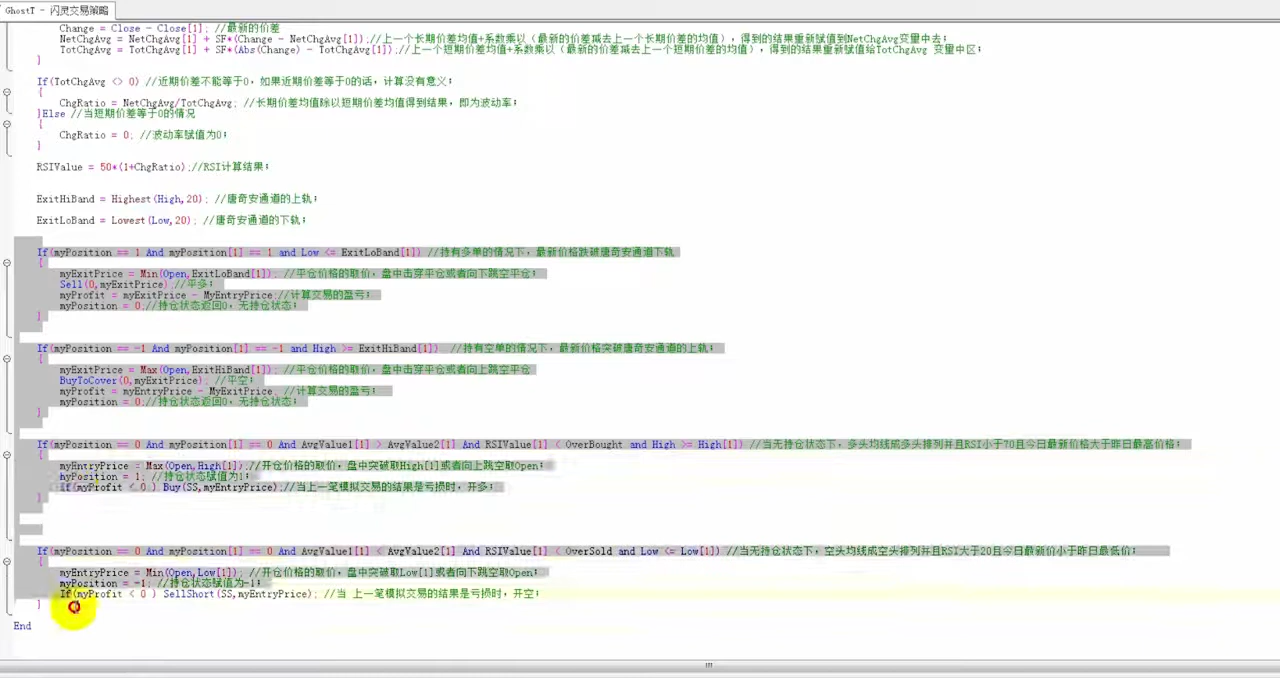 GhostT - 闪灵交易策略
Change = Close - Close[1]; //最新的价差
NetChgAvg = NetChgAvg[1] + SF*(Change - NetChgAvg[1]);//上一个长期价差均值+系数乘以（最新的价差减去上一个长期价差的均值），得到的结果重新赋值到NetChgAvg变量中去;
TotChgAvg = TotChgAvg[1] + SF*(Abs(Change) - TotChgAvg[1]);//上一个短期价差均值+系数乘以（最新的价差减去上一个短期价差的均值），得到的结果重新赋值给TotChgAvg 变量中区;
}
If(TotChgAvg <> 0) //近期价差不能等于0，如果近期价差等于0的话，计算没有意义;
{
ChgRatio = NetChgAvg/TotChgAvg; //长期价差均值除以短期价差均值得到结果，即为波动率;
}Else //当短期价差等于0的情况
{
ChgRatio = 0; //波动率赋值为0;
}
RSIValue = 50*(1+ChgRatio);//RSI计算结果;
ExitHiBand = Highest(High,20); //唐奇安通道的上轨;
ExitLoBand = Lowest(Low,20); //唐奇安通道的下轨;
If(myPosition == 1 And myPosition[1] == 1 and Low <= ExitLoBand[1]) //持有多单的情况下，最新价格跌破唐奇安通道下轨
{
myExitPrice = Min(Open,ExitLoBand[1]); //平仓价格的取价，盘中击穿平仓或者向下跳空平仓;
Sell(0,myExitPrice);//平多;
myProfit = myExitPrice - MyEntryPrice;//计算交易的盈亏;
myPosition = 0;//持仓状态返回0，无持仓状态;
}
If(myPosition == -1 And myPosition[1] == -1 and High >= ExitHiBand[1]) //持有空单的情况下，最新价格突破唐奇安通道的上轨;
{
myExitPrice = Max(Open,ExitHiBand[1]); //平仓价格的取价，盘中击穿平仓或者向上跳空平仓
BuyToCover(0,myExitPrice); //平空;
myProfit = myEntryPrice - MyExitPrice; //计算交易的盈亏;
myPosition = 0;//持仓状态返回0，无持仓状态;
}
If(myPosition == 0 And myPosition[1] == 0 And AvgValue1[1] > AvgValue2[1] And RSIValue[1] < OverBought and High >= High[1]) //当无持仓状态下，多头均线成多头排列并且RSI小于70且今日最新价格大于昨日最高价格;
{
myEntryPrice = Max(Open,High[1]);//开仓价格的取价，盘中突破取High[1]或者向上跳空取Open;
myPosition = 1; //持仓状态赋值为1;
if(myProfit < 0 ) Buy(SS,myEntryPrice);//当上一笔模拟交易的结果是亏损时，开多;
}
If(myPosition == 0 And myPosition[1] == 0 And AvgValue1[1] < AvgValue2[1] And RSIValue[1] < OverSold and Low <= Low[1]) //当无持仓状态下，空头均线成空头排列并且RSI大于20且今日最新价小于昨日最低价;
{
myEntryPrice = Min(Open,Low[1]); //开仓价格的取价，盘中突破取Low[1]或者向下跳空取Open;
myPosition = -1; //持仓状态赋值为-1;
If(myProfit < 0 ) SellShort(SS,myEntryPrice); //当 上一笔模拟交易的结果是亏损时，开空;
}
End